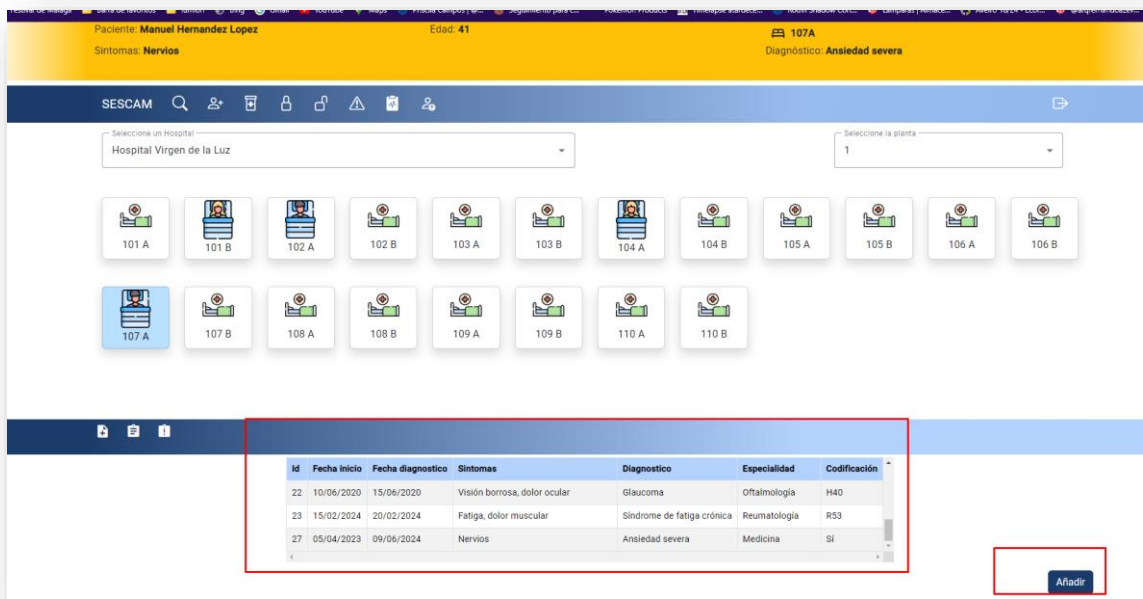 Paciente: Manuel Hernandez Lopez Edad: 41 107A
Sintomas: Nervios Diagnóstico: Ansiedad severa
SESCAM
Seleccione un Hospital Seleccione la planta
Hospital Virgen de la Luz 1
101 A 101 B 102 A 102 B 103 A 103 B 104 A 104 B 105 A 105 B 106 A 106 B
107 A 107 B 108 A 108 B 109 A 109 B 110 A 110 B
Id Fecha inicio Fecha diagnostico Sintomas Diagnostico Especialidad Codificación
22 10/06/2020 15/06/2020 Visión borrosa, dolor ocular Glaucoma Oftalmología H40
23 15/02/2024 20/02/2024 Fatiga, dolor muscular Síndrome de fatiga crónica Reumatología R53
27 05/04/2023 09/06/2024 Nervios Ansiedad severa Medicina Sí
Añadir